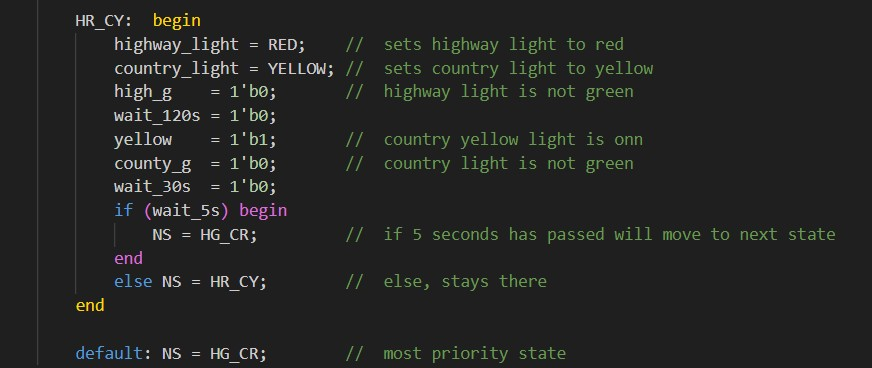 HR_CY:  begin
highway_light = RED;    //  sets highway light to red
country_light = YELLOW; //  sets country light to yellow
high_g    = 1'b0;       //  highway light is not green
wait_120s = 1'b0;
yellow    = 1'b1;       //  country yellow light is onn
county_g  = 1'b0;       //  country light is not green
wait_30s  = 1'b0;
if (wait_5s) begin
NS = HG_CR;         //  if 5 seconds has passed will move to next state
end
else NS = HR_CY;        //  else, stays there
end
default: NS = HG_CR;        //  most priority state